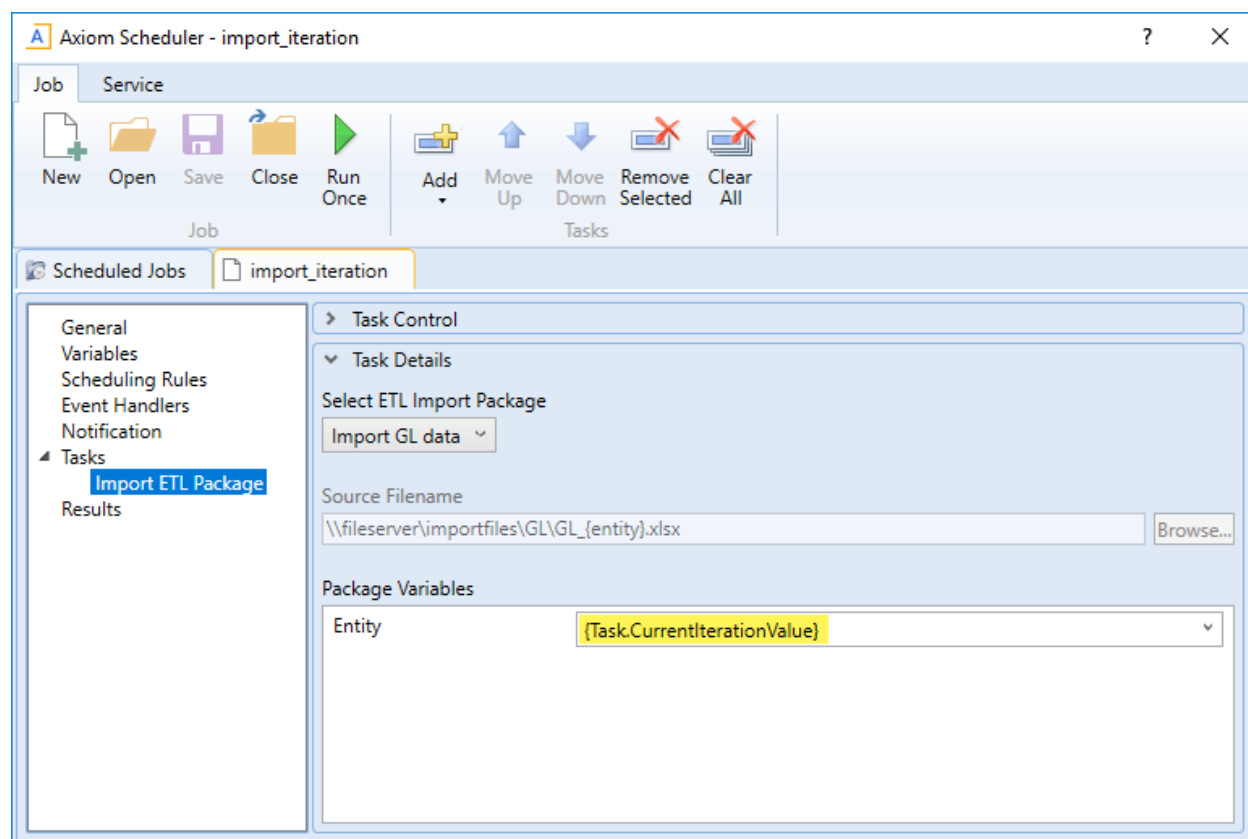 A Axiom Scheduler - import_iteration ?
Job Service
New Open Save Close Run Once Add Move Up Move Down Remove Selected Clear All
Job Tasks
Scheduled Jobs import_iteration
General
Variables
Scheduling Rules
Event Handlers
Notification
Tasks
Import ETL Package
Results
Task Control
Task Details
Select ETL Import Package
Import GL data
Source Filename
\\fileserver\importfiles\GL\GL_{entity}.xlsx Browse...
Package Variables
Entity {Task.CurrentIterationValue}